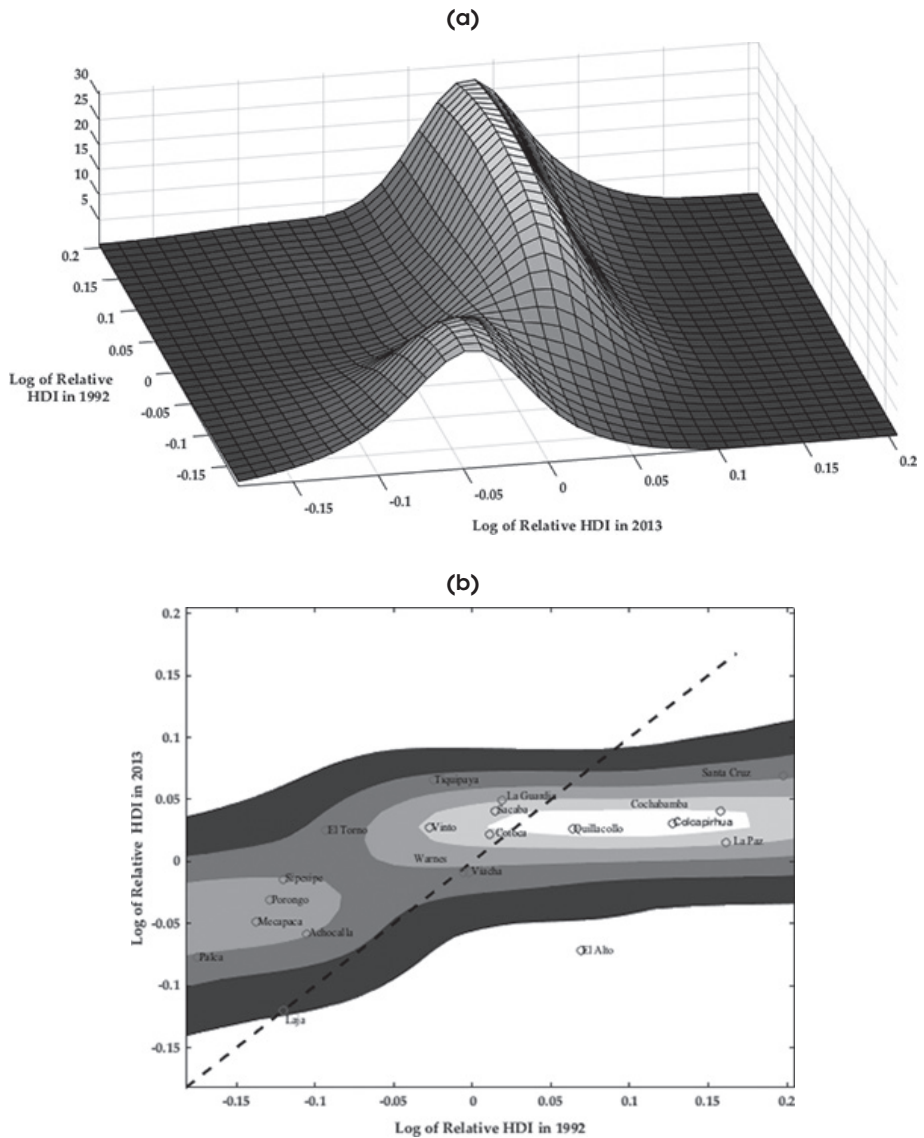 (a)
30
25
20
15
10
5
0.2
0.15
0.1
0.05
0
-0.05
-0.1
-0.15
Log of Relative
HDI in 1992
-0.15
-0.1
-0.05
0
0.05
0.1
0.15
0.2
Log of Relative HDI in 2013
(b)
0.2
0.15
0.1
0.05
0
-0.05
-0.1
-0.15
Log of Relative HDI in 2013
Tiquipaya
Santa Cruz
La Guardia
Sacaba
Cochabamba
El Torno
Vinto
Cotoca
Quillacollo
Colcapirhua
La Paz
Warnes
Viacha
Sipesipe
Porongo
Mecapaca
Achocalla
Palca
El Alto
Laja
-0.15
-0.1
-0.05
0
0.05
0.1
0.15
0.2
Log of Relative HDI in 1992